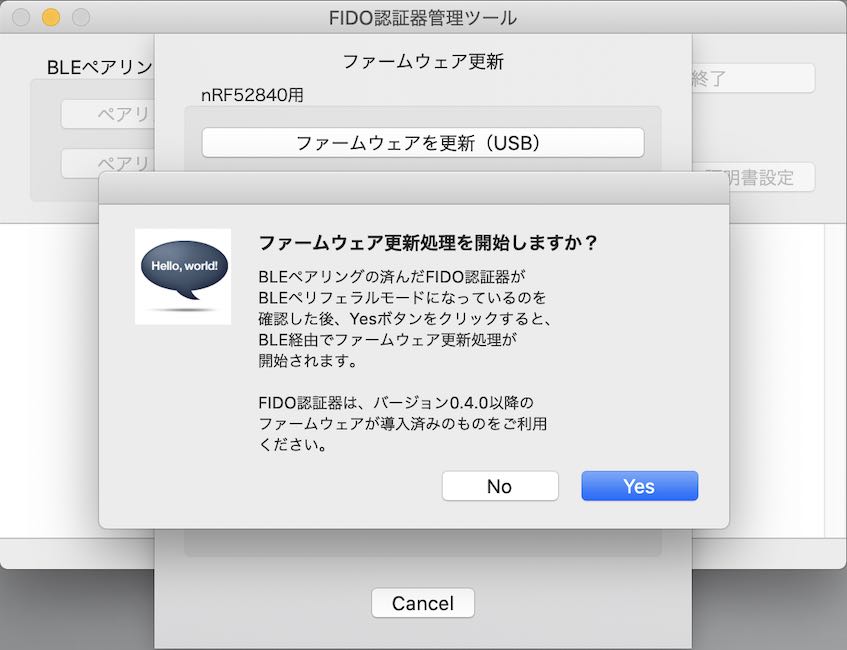 FIDO認証器管理ツール
BLEペアリン
ファームウェア更新
nRF52840用
終了
ペアリ
ファームウェアを更新（USB）
ペアリ
明書設定
Hello, world!
ファームウェア更新処理を開始しますか？
BLEペアリングの済んだFIDO認証器が
BLEペリフェラルモードになっているのを
確認した後、Yesボタンをクリックすると、
BLE経由でファームウェア更新処理が
開始されます。
FIDO認証器は、バージョン0.4.0以降の
ファームウェアが導入済みのものをご利用
ください。
No
Yes
Cancel